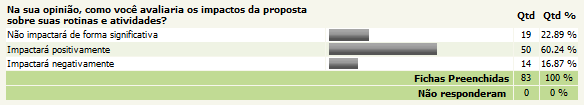 Na sua opinião, como você avaliaria os impactos da proposta sobre suas rotinas e atividades? Qtd Qtd %
Não impactará de forma significativa 19 22.89 %
Impactará positivamente 50 60.24 %
Impactará negativamente 14 16.87 %
Fichas Preenchidas 83 100 %
Não responderam 0 0 %